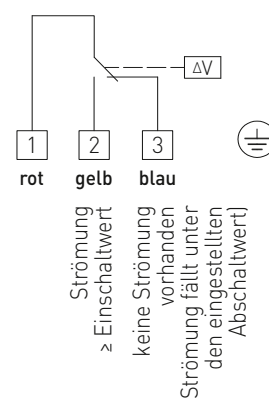 ΔV
1 2 3
rot gelb blau
Strömung
≥ Einschaltwert
keine Strömung
vorhanden
Strömung fällt unter
den eingestellten
Abschaltwert)